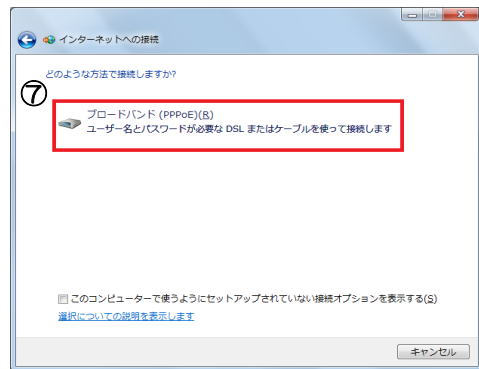 インターネットへの接続
どのような方法で接続しますか?
⑦
ブロードバンド (PPPoE)(R)
ユーザー名とパスワードが必要な DSL またはケーブルを使って接続します
このコンピューターで使うようにセットアップされていない接続オプションを表示する(S)
選択についての説明を表示します
キャンセル